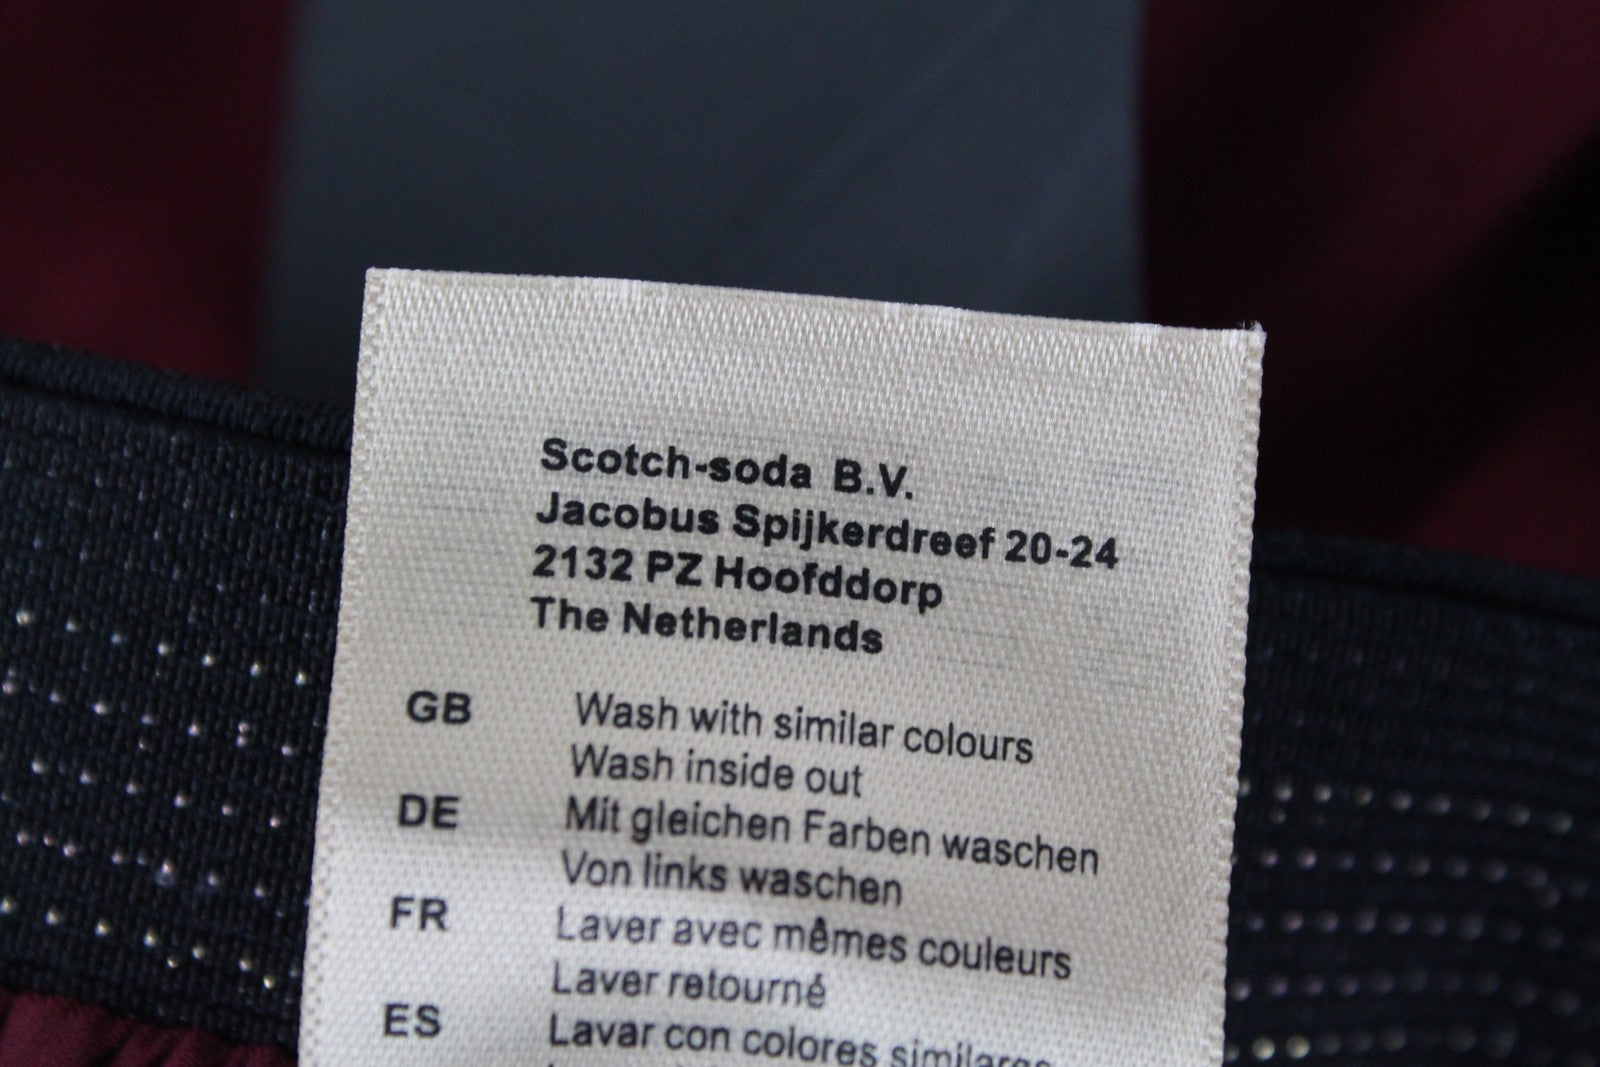 Scotch-soda B.V.
Jacobus Spijkerdreef 20-24
2132 PZ Hoofddorp
The Netherlands
GB Wash with similar colours
Wash inside out
DE Mit gleichen Farben waschen
Von links waschen
FR Laver avec mêmes couleurs
Laver retourné
ES Lavar con colores similares